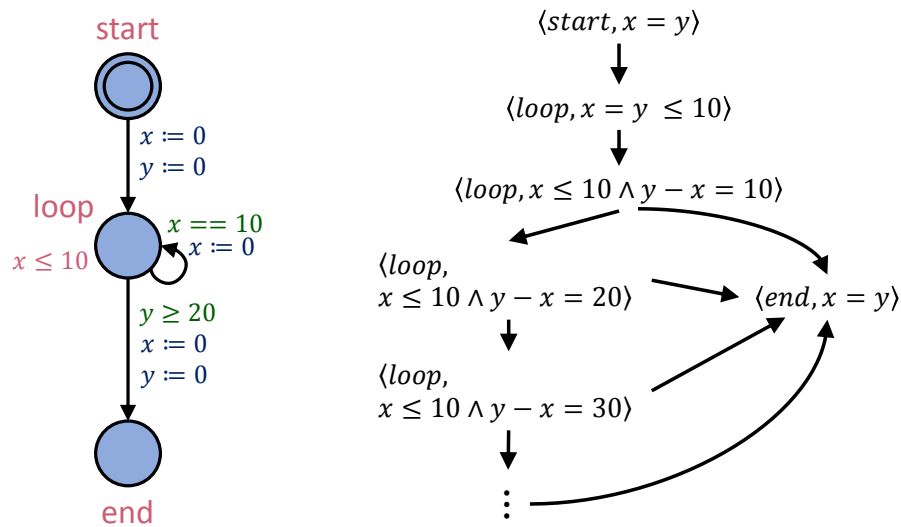 start
x := 0
y := 0
loop
x == 10
x := 0
x ≤ 10
y ≥ 20
x := 0
y := 0
end
⟨start, x = y⟩
⟨loop, x = y ≤ 10⟩
⟨loop, x ≤ 10 ∧ y − x = 10⟩
⟨loop,
x ≤ 10 ∧ y − x = 20⟩
⟨end, x = y⟩
⟨loop,
x ≤ 10 ∧ y − x = 30⟩
⋮